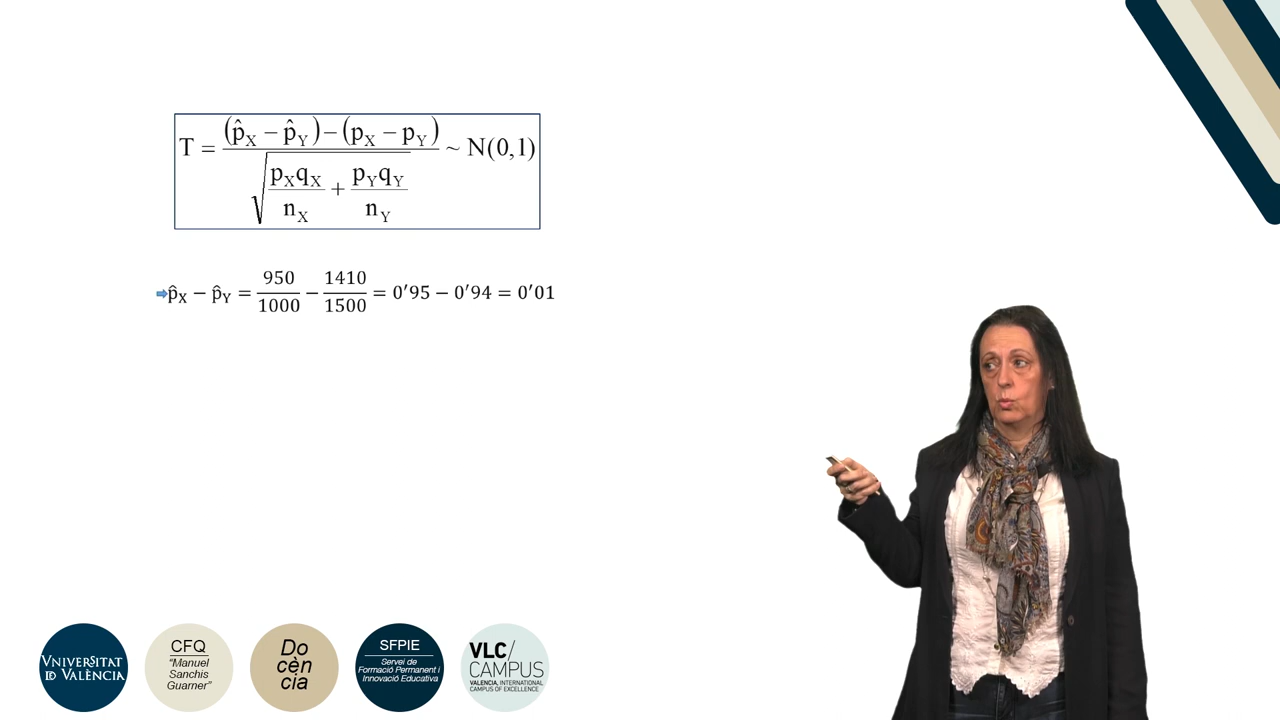 T = (p̂X − p̂Y) − (pX − pY) / √(pXqX/nX + pYqY/nY) ~ N(0,1)
p̂X − p̂Y = 950/1000 − 1410/1500 = 0′95 − 0′94 = 0′01
VNIVERSITAT
ID VALÈNCIA
CFQ
"Manuel
Sanchis
Guarner"
Do
cèn
cia
SFPIE
Servei de
Formació Permanent i
Innovació Educativa
VLC/
CAMPUS
VALENCIA, INTERNATIONAL
CAMPUS OF EXCELLENCE